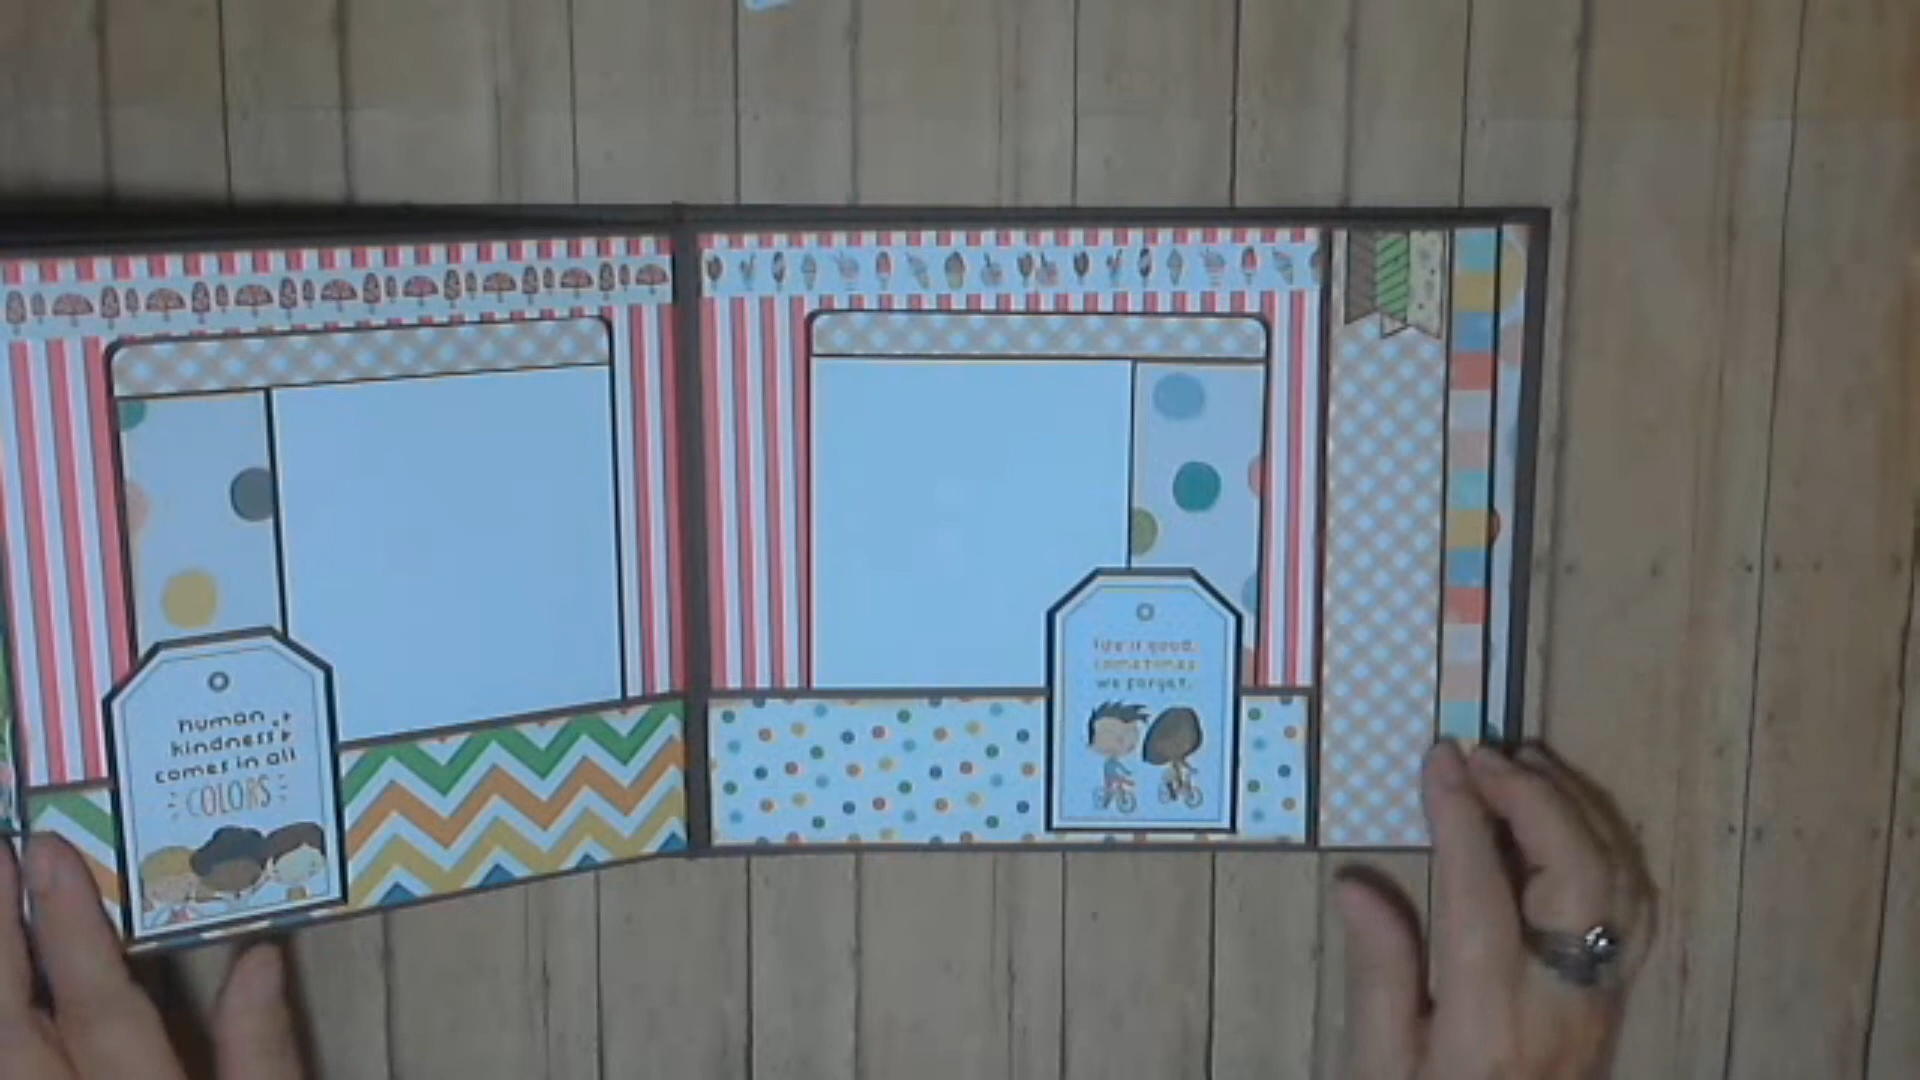 human
kindness
comes in all
COLORS
life is good.
sometimes
we forget.